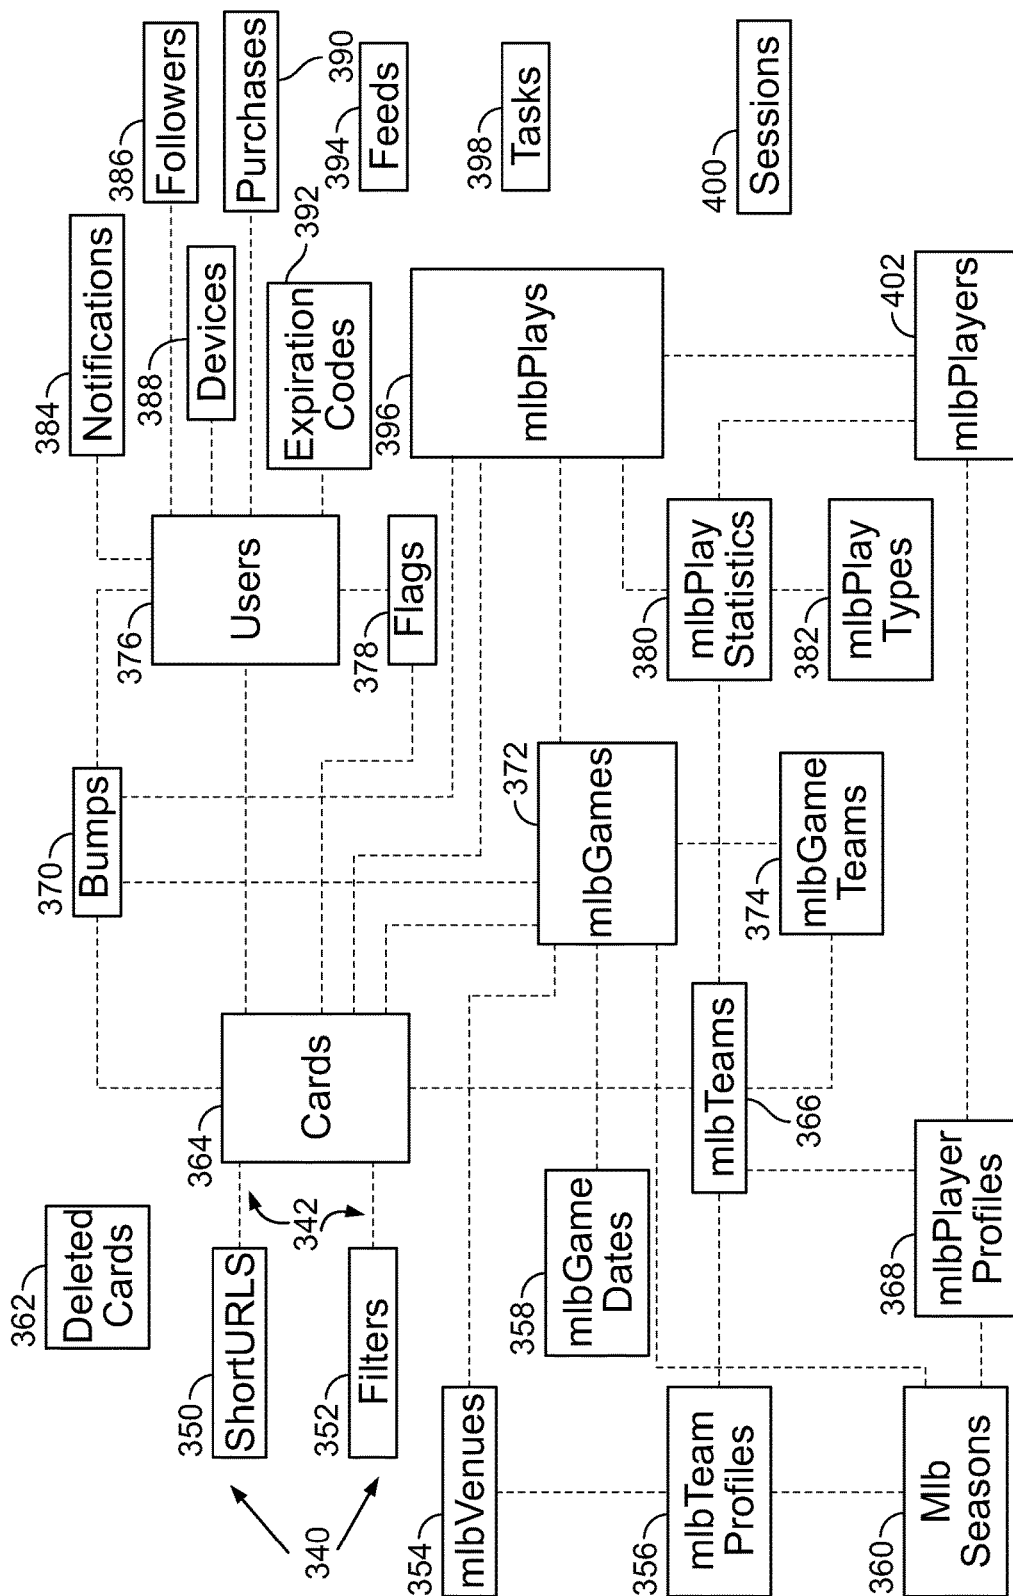 362
Deleted
Cards
350
ShortURLS
342
352
Filters
340
354
mlbVenues
356
mlbTeam
Profiles
360
Mlb
Seasons
358
mlbGame
Dates
364
Cards
366
mlbTeams
368
mlbPlayer
Profiles
370
Bumps
372
mlbGames
374
mlbGame
Teams
376
Users
378
Flags
380
mlbPlay
Statistics
382
mlbPlay
Types
384
Notifications
386
Followers
388
Devices
390
Purchases
392
Expiration
Codes
394
Feeds
396
mlbPlays
398
Tasks
400
Sessions
402
mlbPlayers